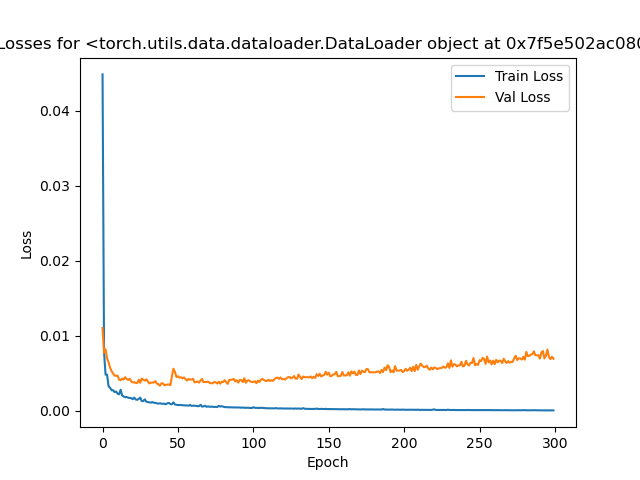 Losses for <torch.utils.data.dataloader.DataLoader object at 0x7f5e502ac080
Train Loss
Val Loss
0.04
0.03
0.02
0.01
0.00
Loss
0 50 100 150 200 250 300
Epoch